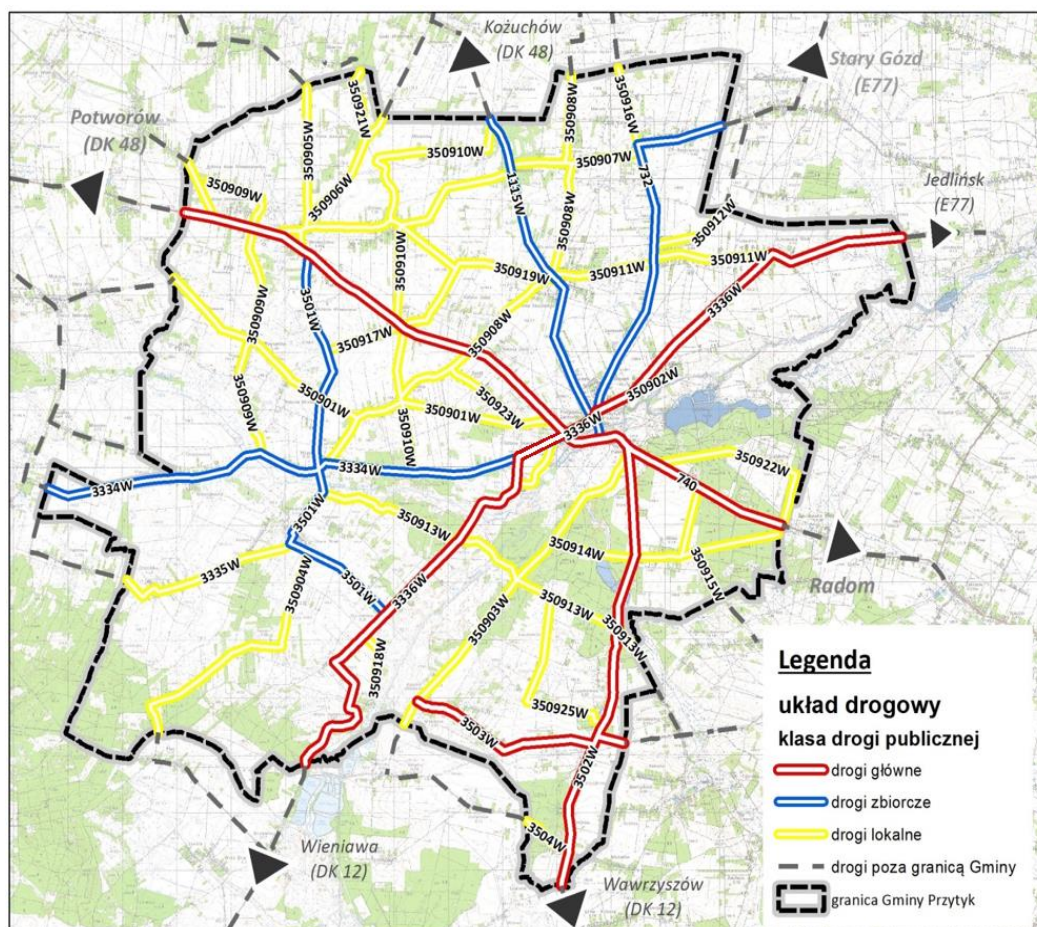 Kożuchów
(DK 48)
Stary Gózd
(E77)
Potworów
(DK 48)
Jedlińsk
(E77)
350921W
350905W
350908W
350916W
350910W
350907W
732
350909W
350906W
1115W
350912W
350908W
350910W
350919W
350911W
350911W
3501W
350909W
3336W
350917W
350908W
350902W
350909W
350901W
350901W
350923W
3336W
350910W
350922W
3334W
740
3334W
3501W
350913W
350914W
350915W
3335W
350904W
3501W
3336W
350903W
350913W
350913W
Radom
350918W
350925W
3503W
3502W
3504W
Wieniawa
(DK 12)
Wawrzyszów
(DK 12)
Legenda
układ drogowy
klasa drogi publicznej
drogi główne
drogi zbiorcze
drogi lokalne
drogi poza granicą Gminy
granica Gminy Przytyk